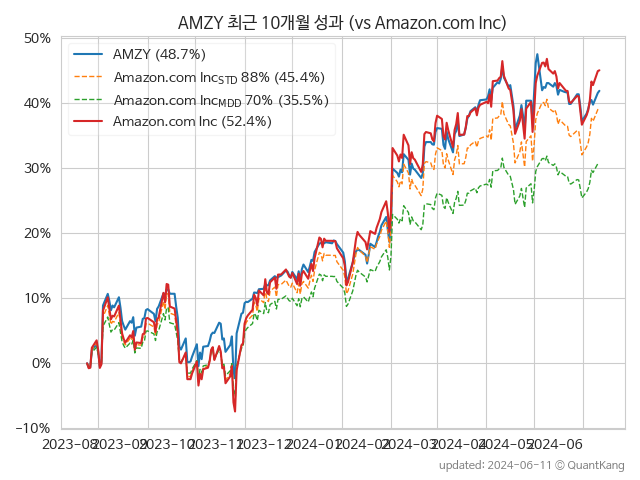 AMZY 최근 10개월 성과 (vs Amazon.com Inc)
50%
40%
30%
20%
10%
0%
−10%
AMZY (48.7%)
Amazon.com IncSTD 88% (45.4%)
Amazon.com IncMDD 70% (35.5%)
Amazon.com Inc (52.4%)
2023-08 2023-09 2023-10 2023-11 2023-12 2024-01 2024-02 2024-03 2024-04 2024-05 2024-06
updated: 2024-06-11 © QuantKang